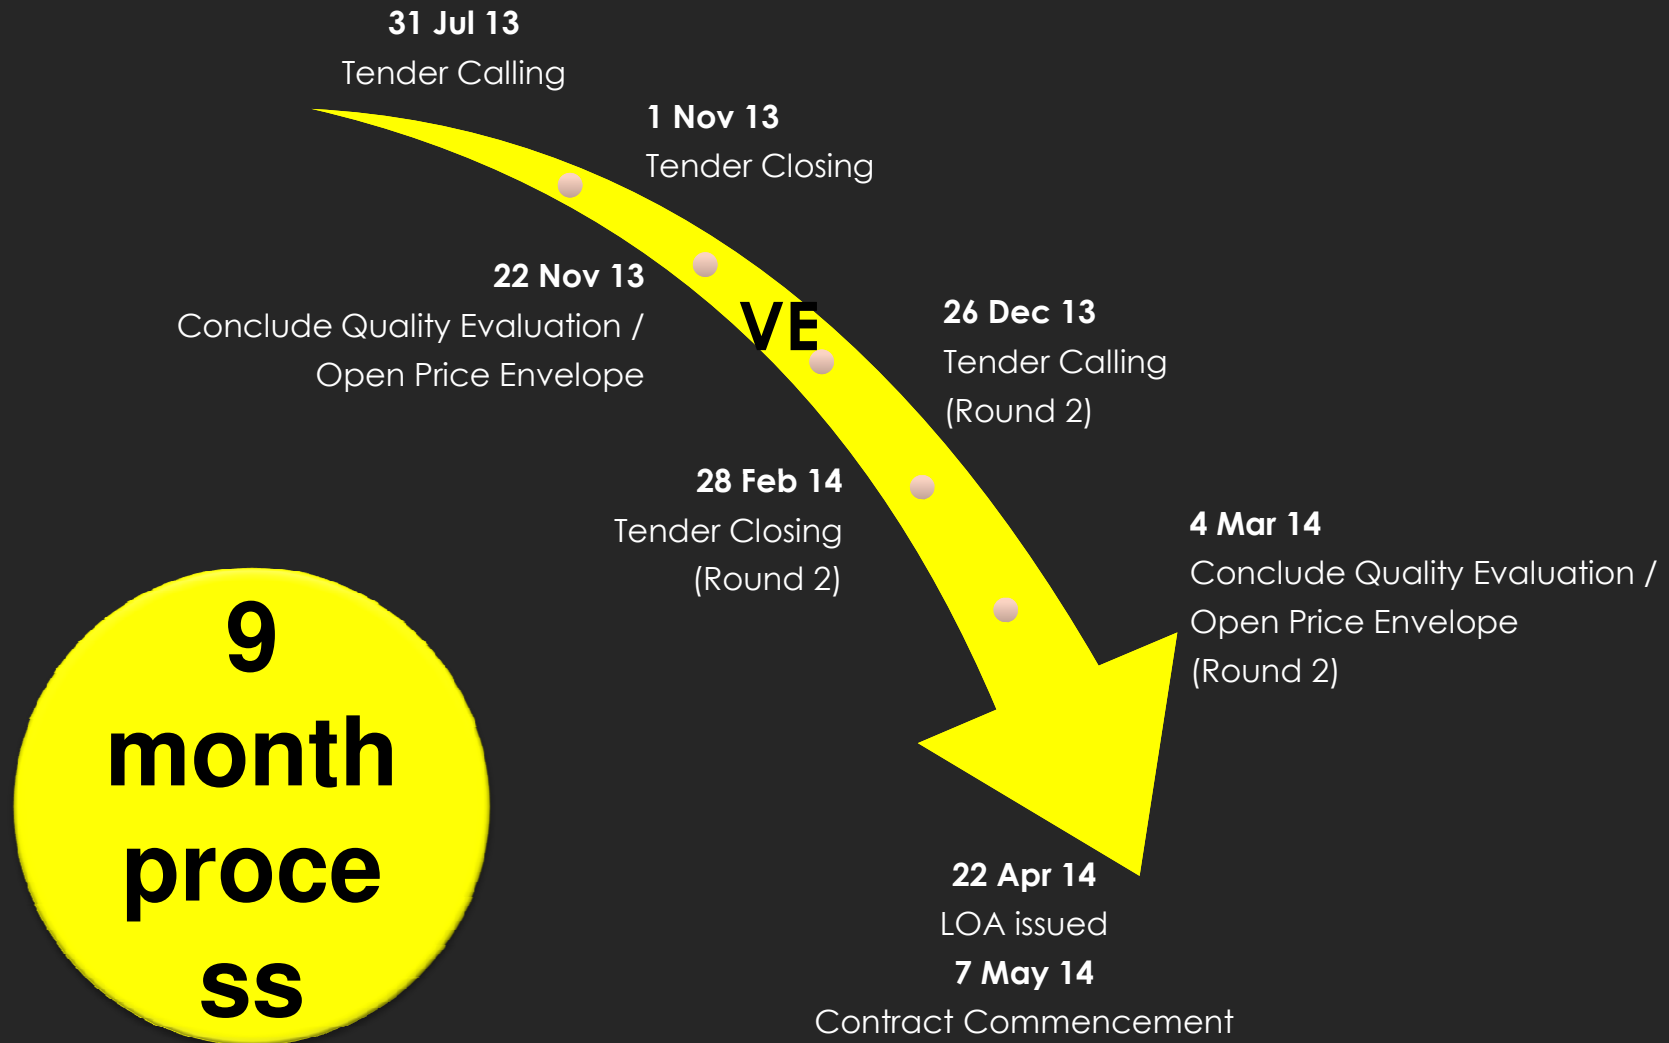 31 Jul 13
Tender Calling
1 Nov 13
Tender Closing
22 Nov 13
Conclude Quality Evaluation /
Open Price Envelope
VE
26 Dec 13
Tender Calling
(Round 2)
28 Feb 14
Tender Closing
(Round 2)
4 Mar 14
Conclude Quality Evaluation /
Open Price Envelope
(Round 2)
9
month
proce
ss
22 Apr 14
LOA issued
7 May 14
Contract Commencement